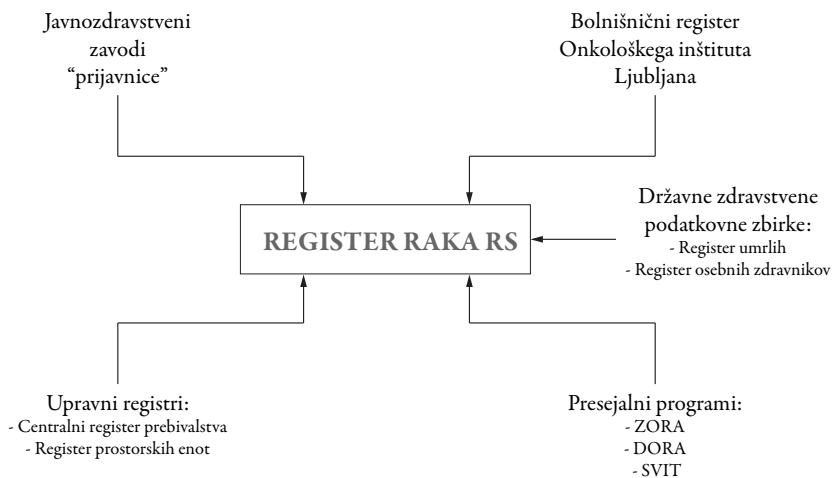 Javnozdravstveni
zavodi
“prijavnice”
Bolnišnični register
Onkološkega inštituta
Ljubljana
Državne zdravstvene
podatkovne zbirke:
- Register umrlih
- Register osebnih zdravnikov
REGISTER RAKA RS
Upravni registri:
- Centralni register prebivalstva
- Register prostorskih enot
Presejalni programi:
- ZORA
- DORA
- SVIT